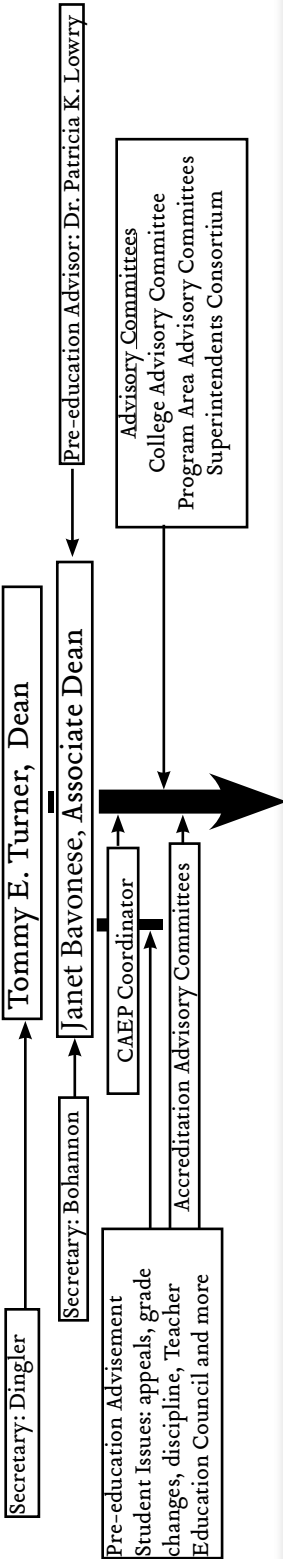 Tommy E. Turner, Dean
Secretary: Dingler
Pre-education Advisor: Dr. Patricia K. Lowry
Janet Bavonese, Associate Dean
Secretary: Bohannon
CAEP Coordinator
Pre-education Advisement
Student Issues: appeals, grade
changes, discipline, Teacher
Education Council and more
Accreditation Advisory Committees
Advisory Committees
College Advisory Committee
Program Area Advisory Committees
Superintendents Consortium